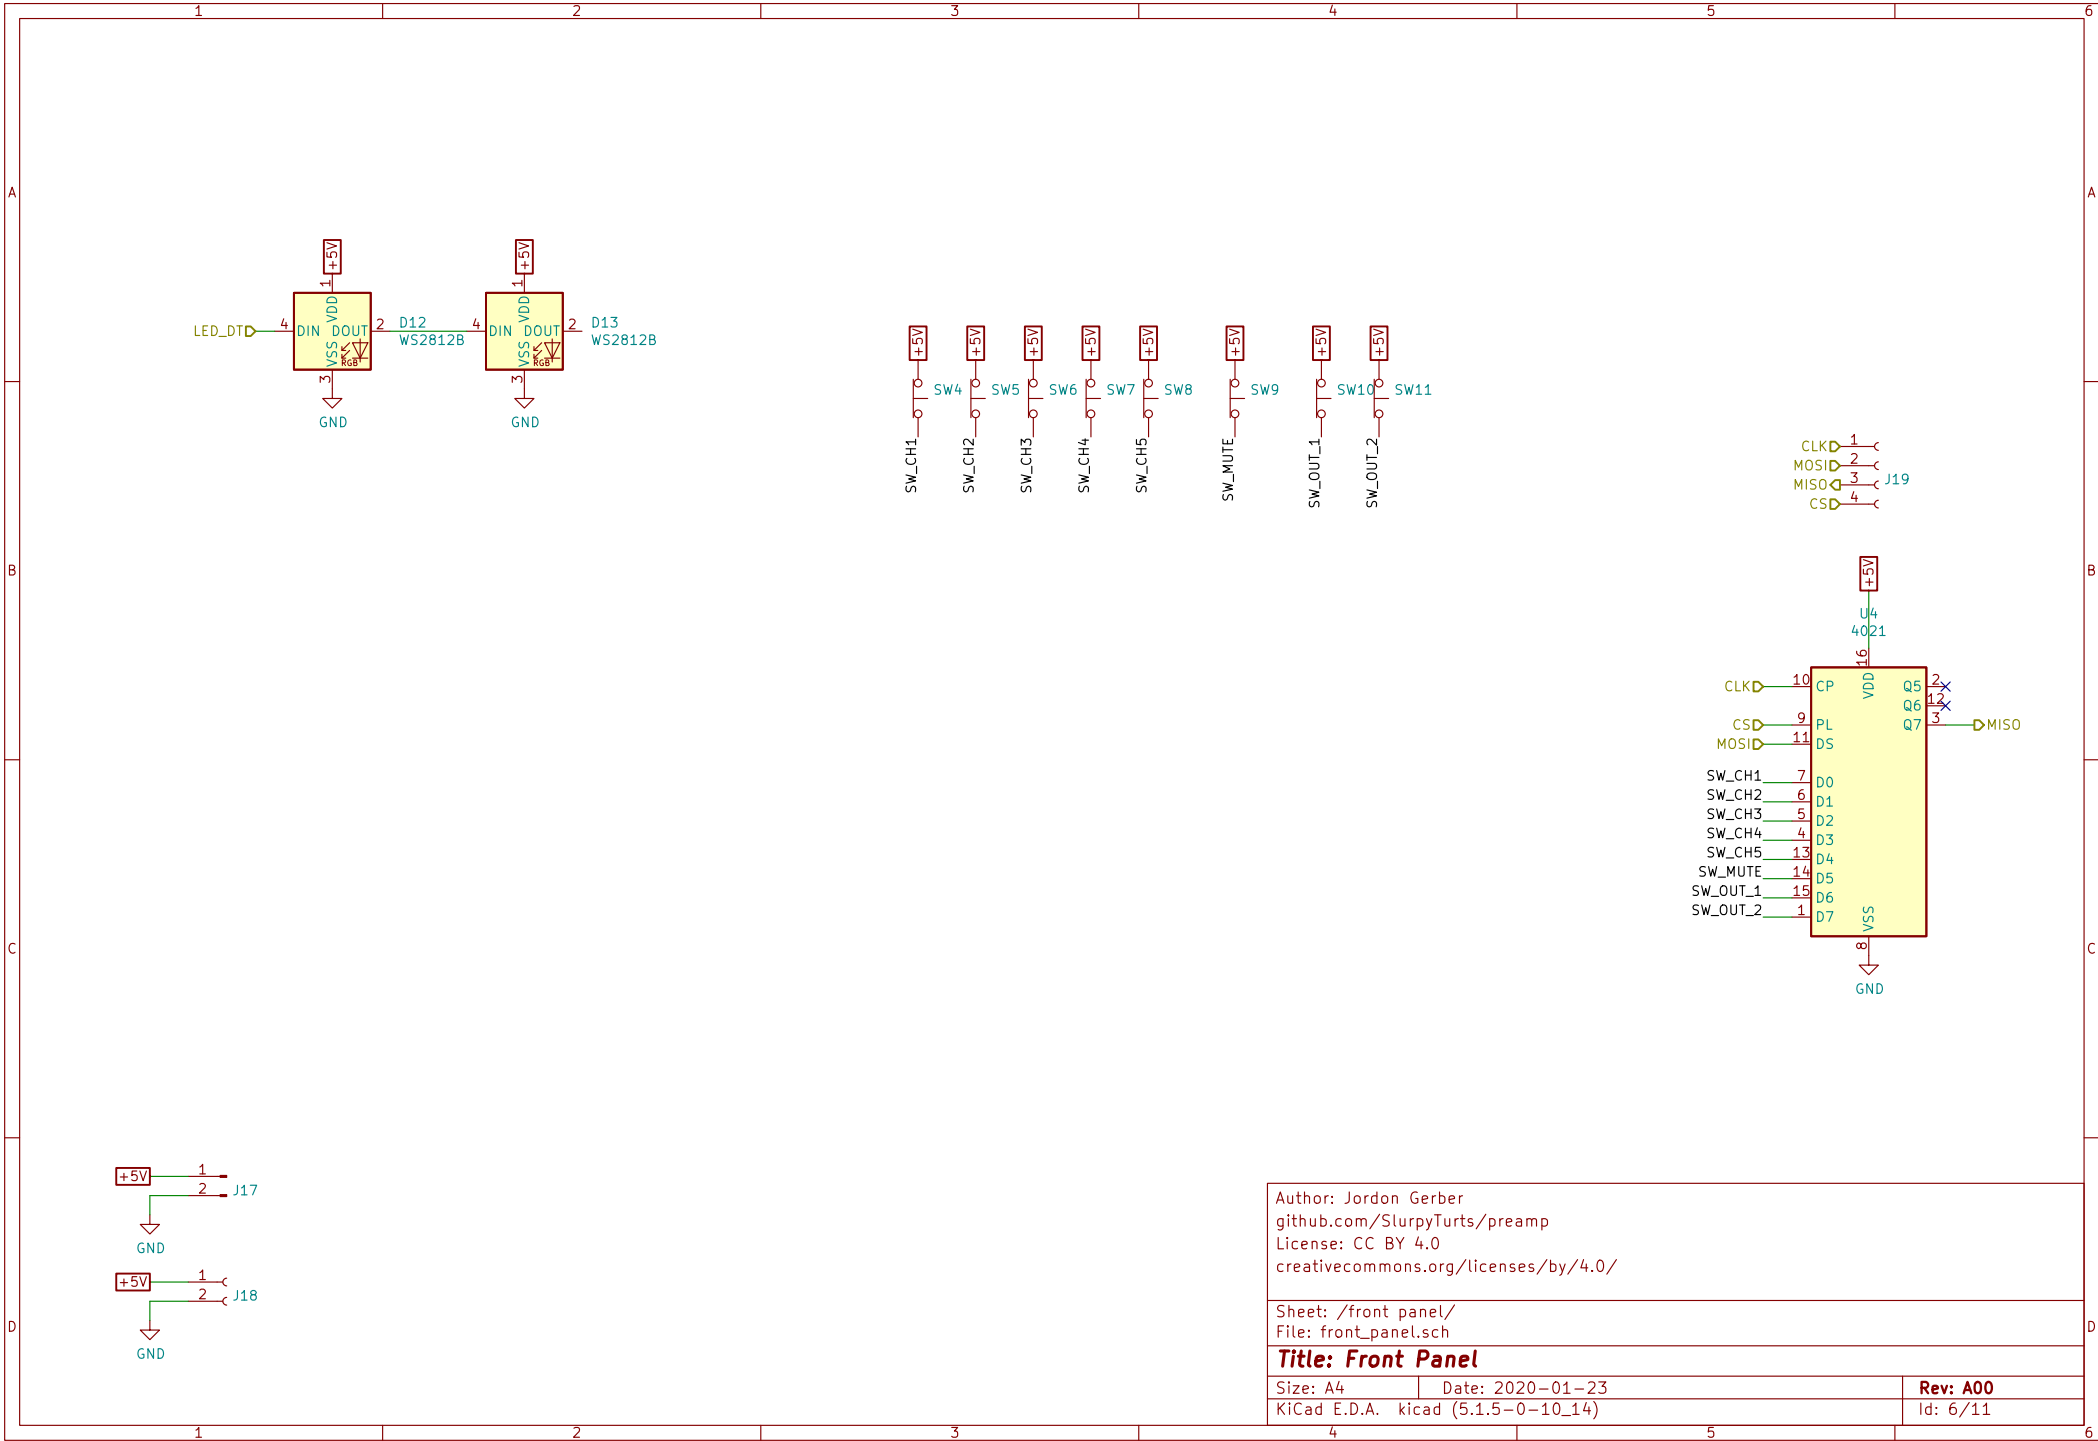 1 2 3 4 5 6
A A
+5V +5V
1 1
VDD VDD
LED_DT 4 DIN DOUT 2 D12 4 DIN DOUT 2 D13
WS2812B WS2812B
VSS RGB VSS RGB
3 3
GND GND
+5V +5V +5V +5V +5V +5V +5V +5V
SW4 SW5 SW6 SW7 SW8 SW9 SW10 SW11
SW_CH1 SW_CH2 SW_CH3 SW_CH4 SW_CH5 SW_MUTE SW_OUT_1 SW_OUT_2
CLK 1
MOSI 2
MISO 3 J19
CS 4
B B
+5V
U4
4021
16
VDD
CLK 10 CP Q5 2
Q6 12
CS 9 PL Q7 3 MISO
MOSI 11 DS
SW_CH1 7 D0
SW_CH2 6 D1
SW_CH3 5 D2
SW_CH4 4 D3
SW_CH5 13 D4
SW_MUTE 14 D5
SW_OUT_1 15 D6
SW_OUT_2 1 D7
VSS
8
GND
C C
+5V 1
2 J17
GND
+5V 1
2 J18
GND
D D
Author: Jordon Gerber
github.com/SlurpyTurts/preamp
License: CC BY 4.0
creativecommons.org/licenses/by/4.0/
Sheet: /front panel/
File: front_panel.sch
Title: Front Panel
Size: A4 Date: 2020-01-23 Rev: A00
KiCad E.D.A. kicad (5.1.5-0-10_14) Id: 6/11
1 2 3 4 5 6